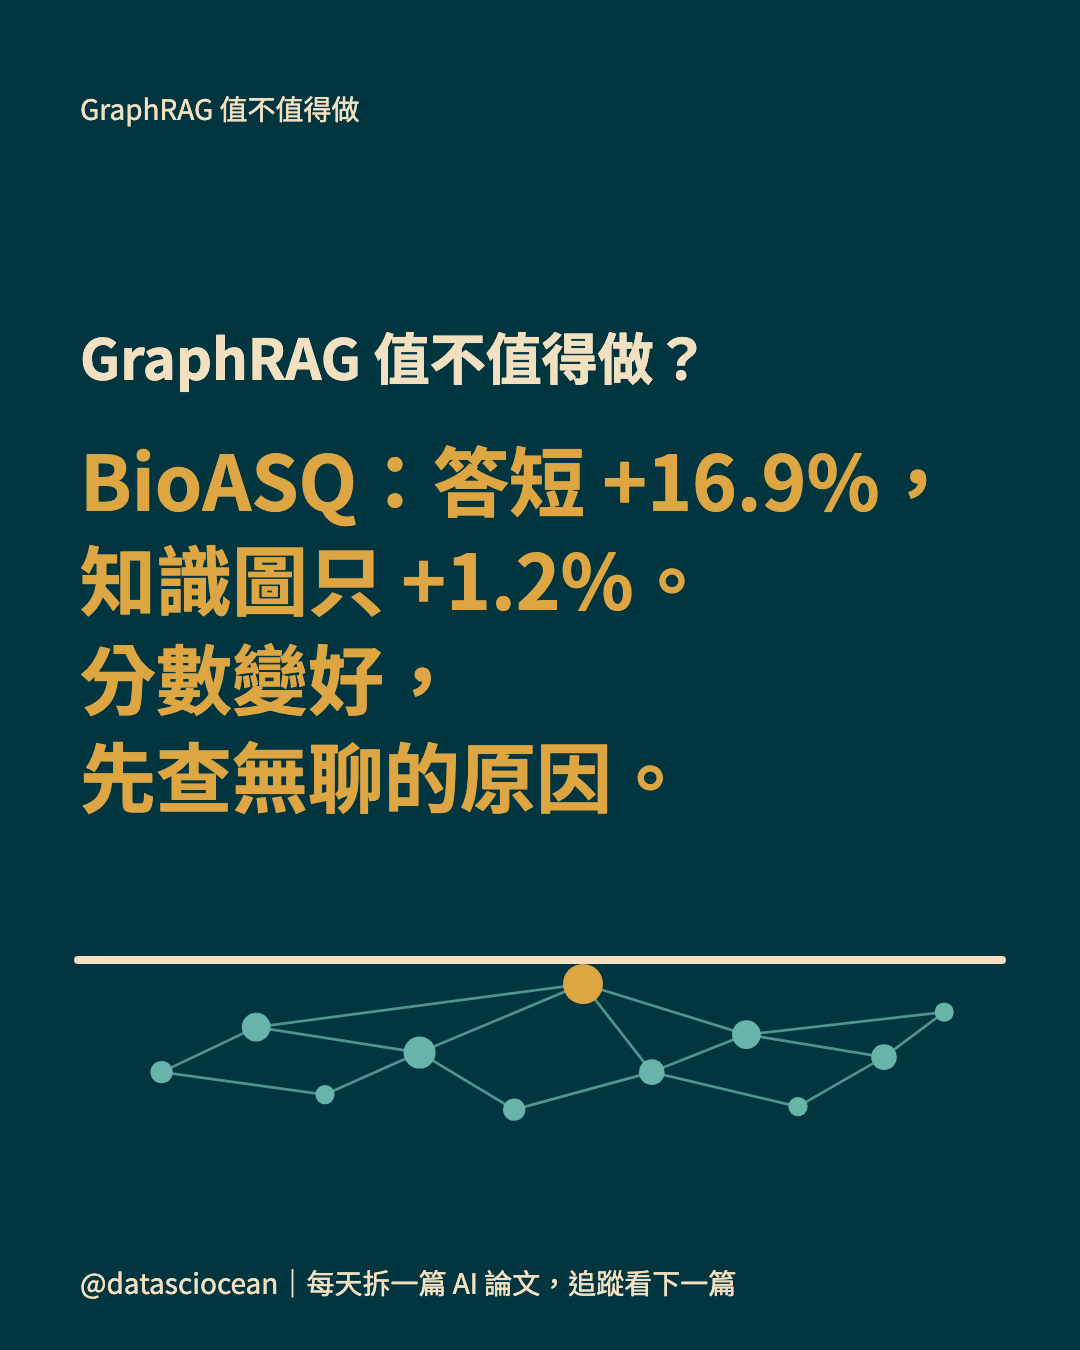 GraphRAG 值不值得做
GraphRAG 值不值得做？
BioASQ：答短 +16.9%，
知識圖只 +1.2%。
分數變好，
先查無聊的原因。
@datasciocean｜每天拆一篇 AI 論文，追蹤看下一篇